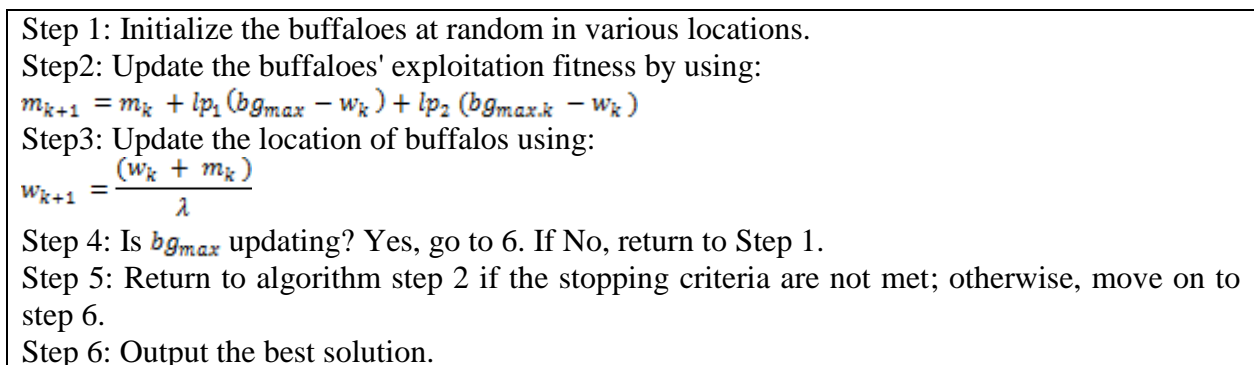 Step 1: Initialize the buffaloes at random in various locations.
Step2: Update the buffaloes' exploitation fitness by using:
m_{k+1} = m_k + lp_1(bg_{max} − w_k) + lp_2 (bg_{max.k} − w_k)
Step3: Update the location of buffalos using:
w_{k+1} = \frac{(w_k + m_k)}{λ}
Step 4: Is bg_{max} updating? Yes, go to 6. If No, return to Step 1.
Step 5: Return to algorithm step 2 if the stopping criteria are not met; otherwise, move on to
step 6.
Step 6: Output the best solution.